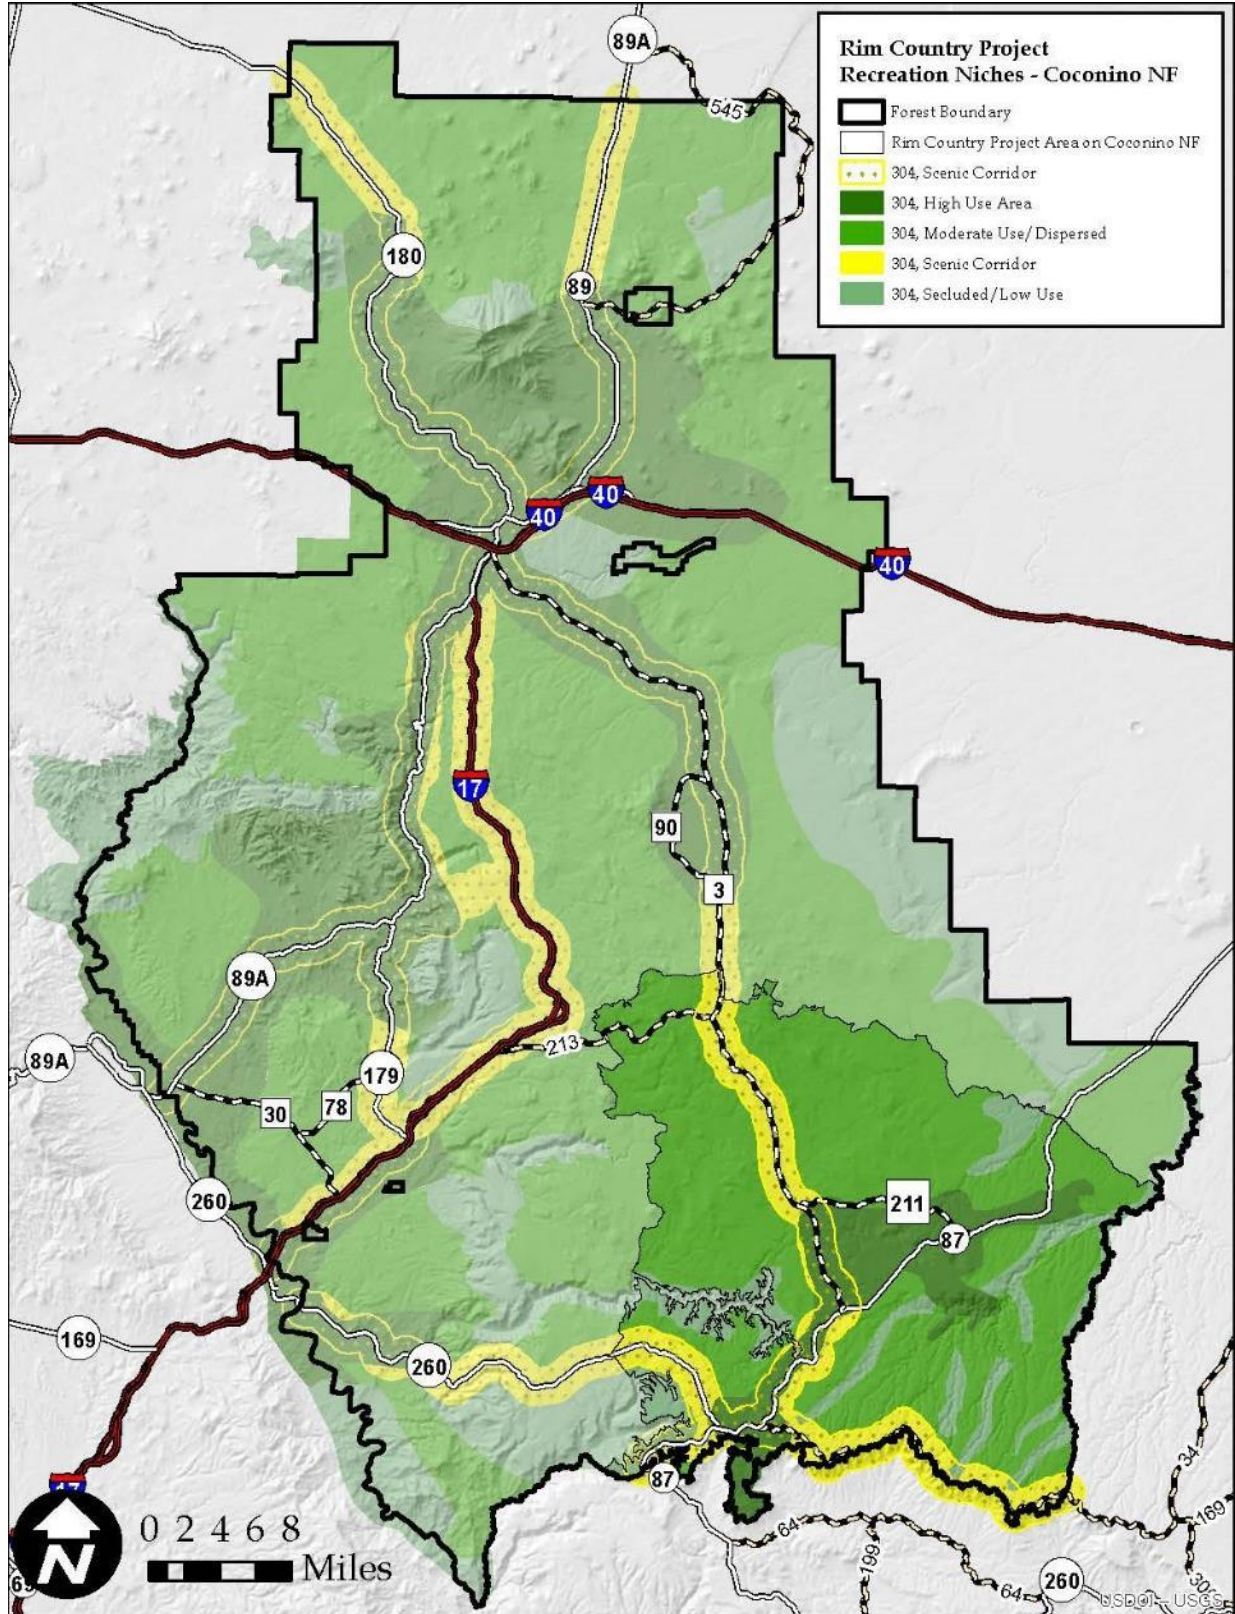 Rim Country Project
Recreation Niches - Coconino NF
Forest Boundary
Rim Country Project Area on Coconino NF
304, Scenic Corridor
304, High Use Area
304, Moderate Use/Dispersed
304, Scenic Corridor
304, Secluded/Low Use
89A
545
180
89
40
40
40
17
90
3
89A
213
89A
179
78
30
260
211
87
169
260
34
17
87
64
169
199
64
260
0 2 4 6 8
Miles
N
USDOI – USGS